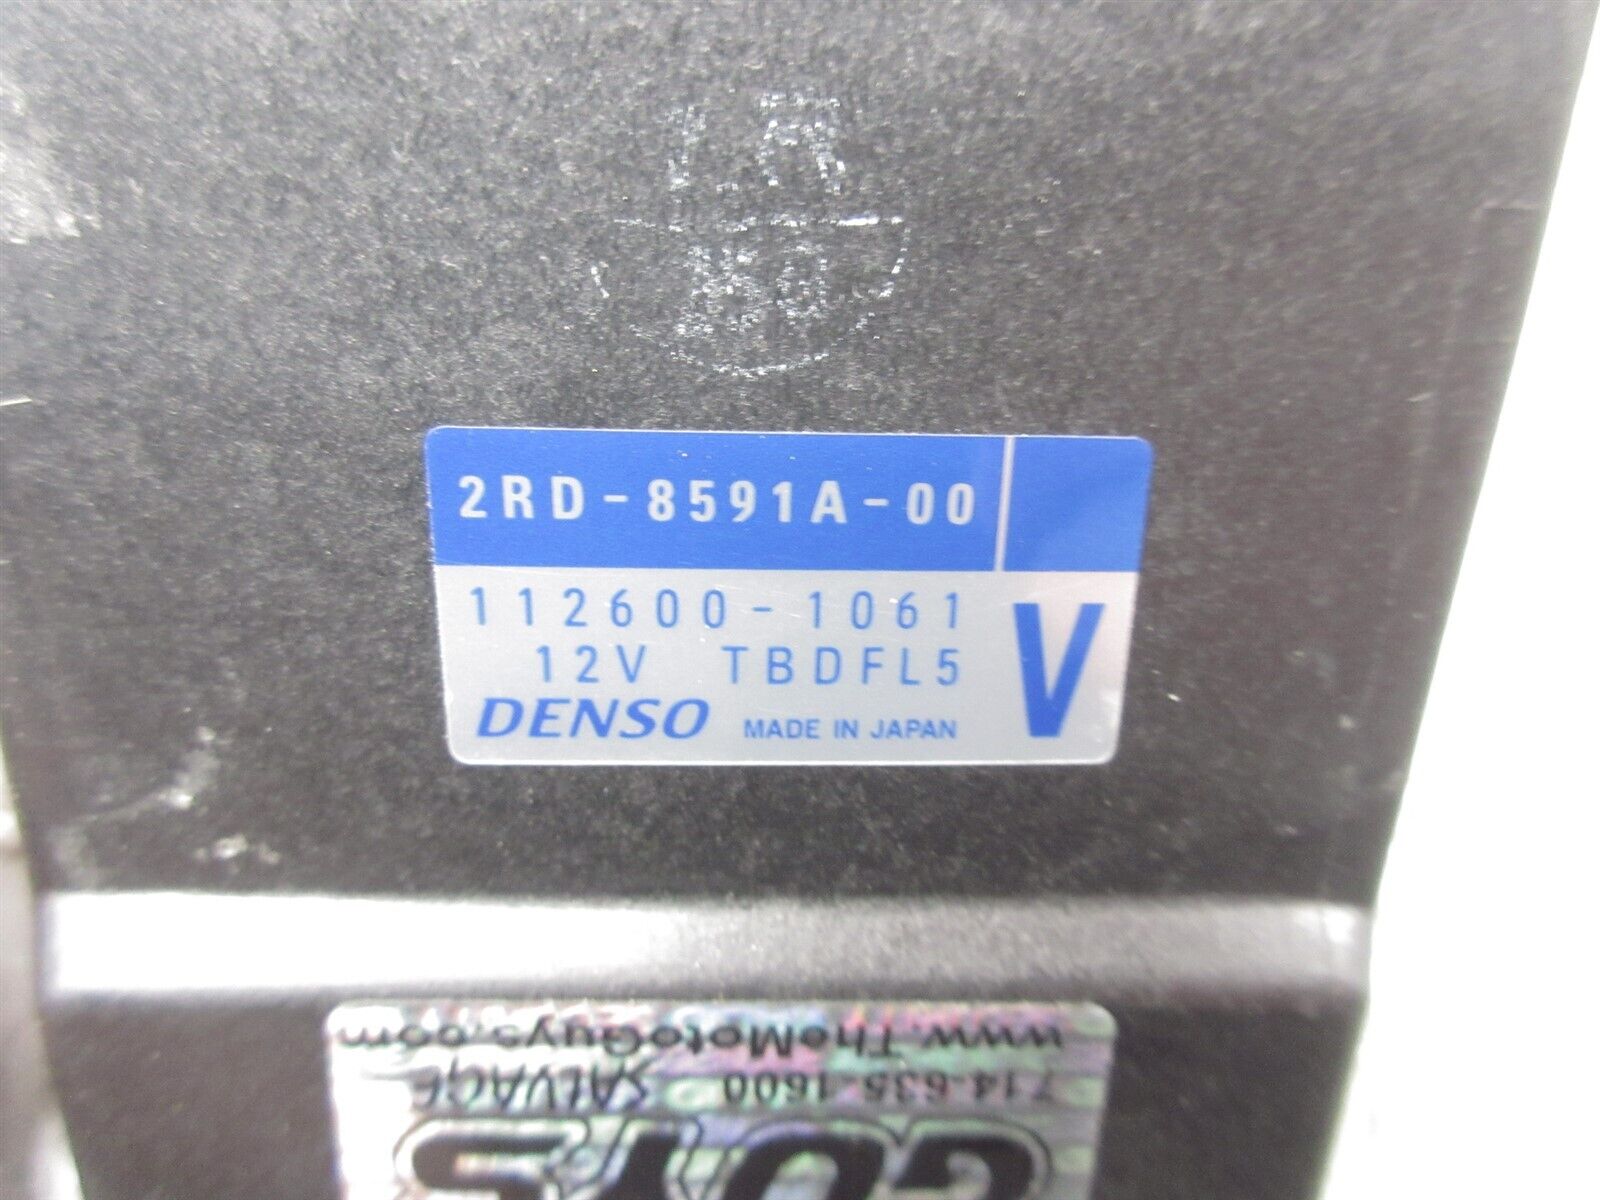 2RD-8591A-00
112600-1061
12V TBDFL5
V
DENSO MADE IN JAPAN
www.TheMotoGuys.com
714-635-1600 SALVAGE